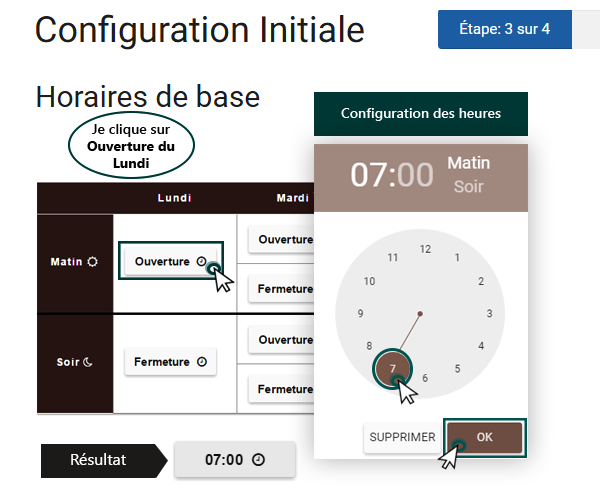 Configuration Initiale
Étape: 3 sur 4
Horaires de base
Je clique sur
Ouverture du
Lundi
Configuration des heures
07:00 Matin
Soir
Lundi Mardi
Matin
Ouverture
Ouverture
Fermeture
Soir
Fermeture
Ouverture
Fermeture
12
1
2
3
4
5
6
7
8
9
10
11
SUPPRIMER OK
Résultat 07:00